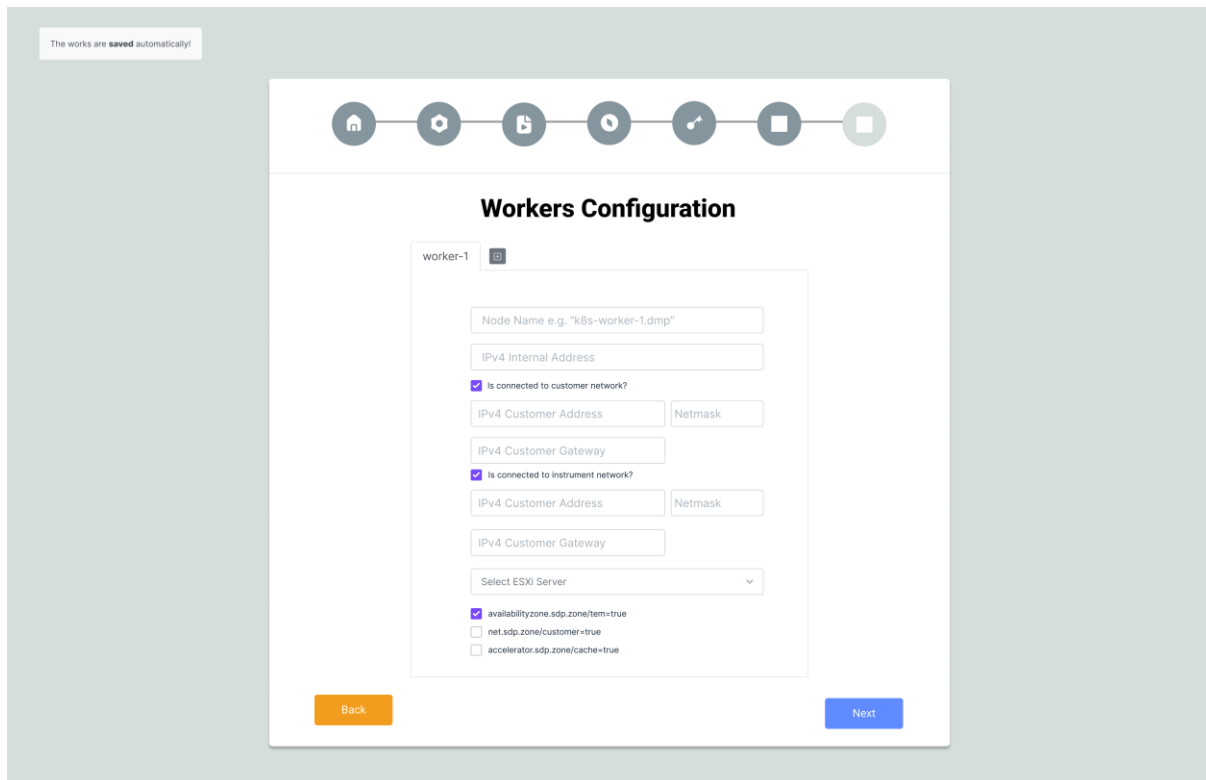 The works are saved automatically!
Workers Configuration
worker-1
Node Name e.g. "k8s-worker-1.dmp"
IPv4 Internal Address
Is connected to customer network?
IPv4 Customer Address Netmask
IPv4 Customer Gateway
Is connected to instrument network?
IPv4 Customer Address Netmask
IPv4 Customer Gateway
Select ESXi Server
availabilityzone.sdp.zone/tem=true
net.sdp.zone/customer=true
accelerator.sdp.zone/cache=true
Back Next